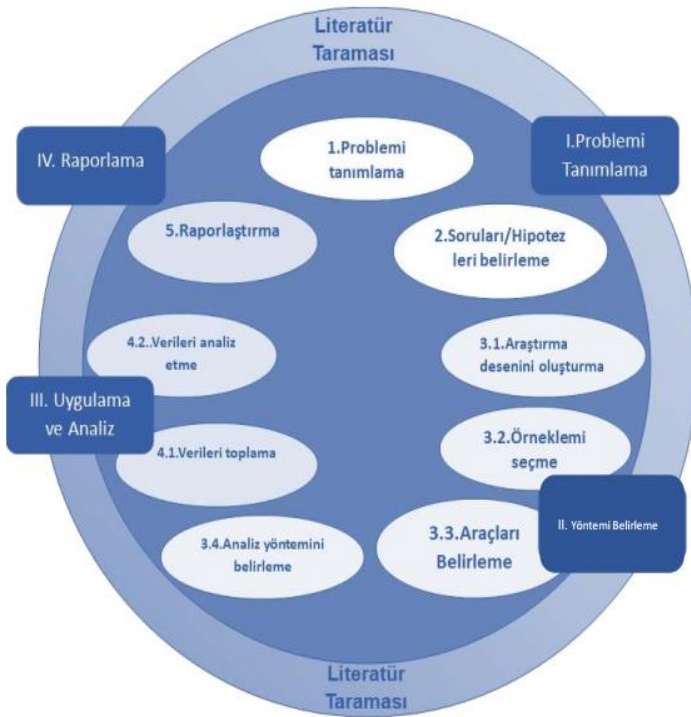 Literatür
Taraması
I.Problemi
Tanımlama
1.Problemi
tanımlama
2.Soruları/Hipotez
leri belirleme
3.1.Araştırma
desenini oluşturma
3.2.Örneklemi
seçme
II. Yöntemi Belirleme
3.3.Araçları
Belirleme
3.4.Analiz yöntemini
belirleme
III. Uygulama
ve Analiz
4.1.Verileri toplama
4.2..Verileri analiz
etme
IV. Raporlama
5.Raporlaştırma
Literatür
Taraması